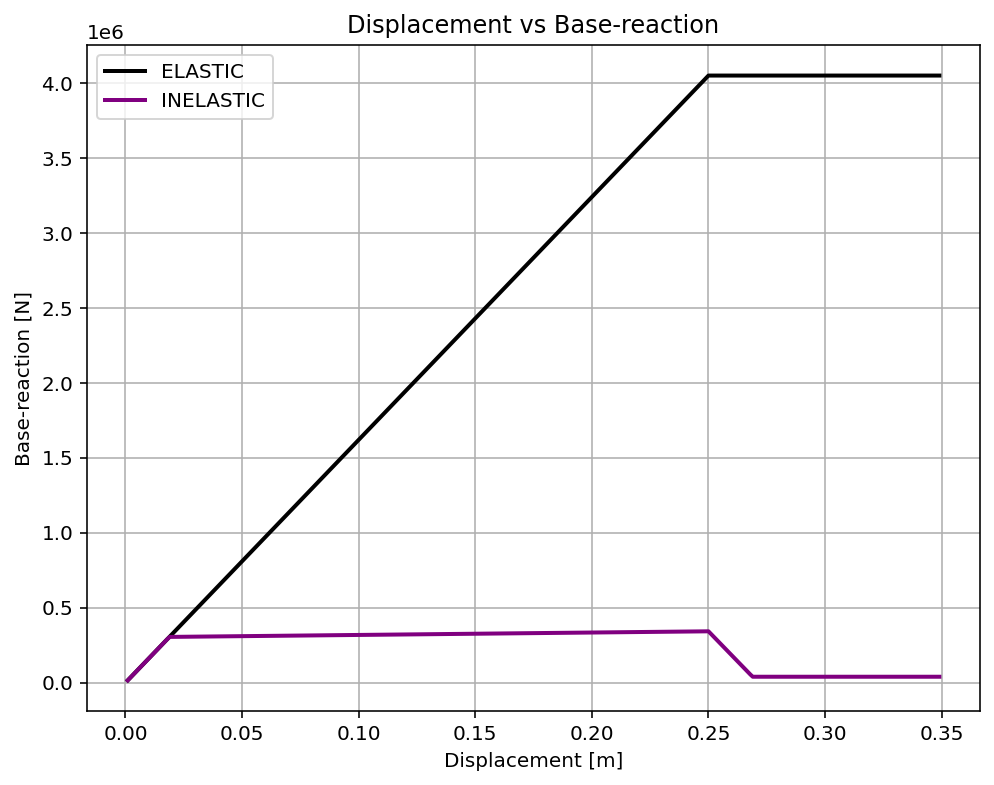 Displacement vs Base-reaction
1e6
ELASTIC
INELASTIC
4.0
3.5
3.0
2.5
2.0
1.5
1.0
0.5
0.0
Base-reaction [N]
0.00 0.05 0.10 0.15 0.20 0.25 0.30 0.35
Displacement [m]